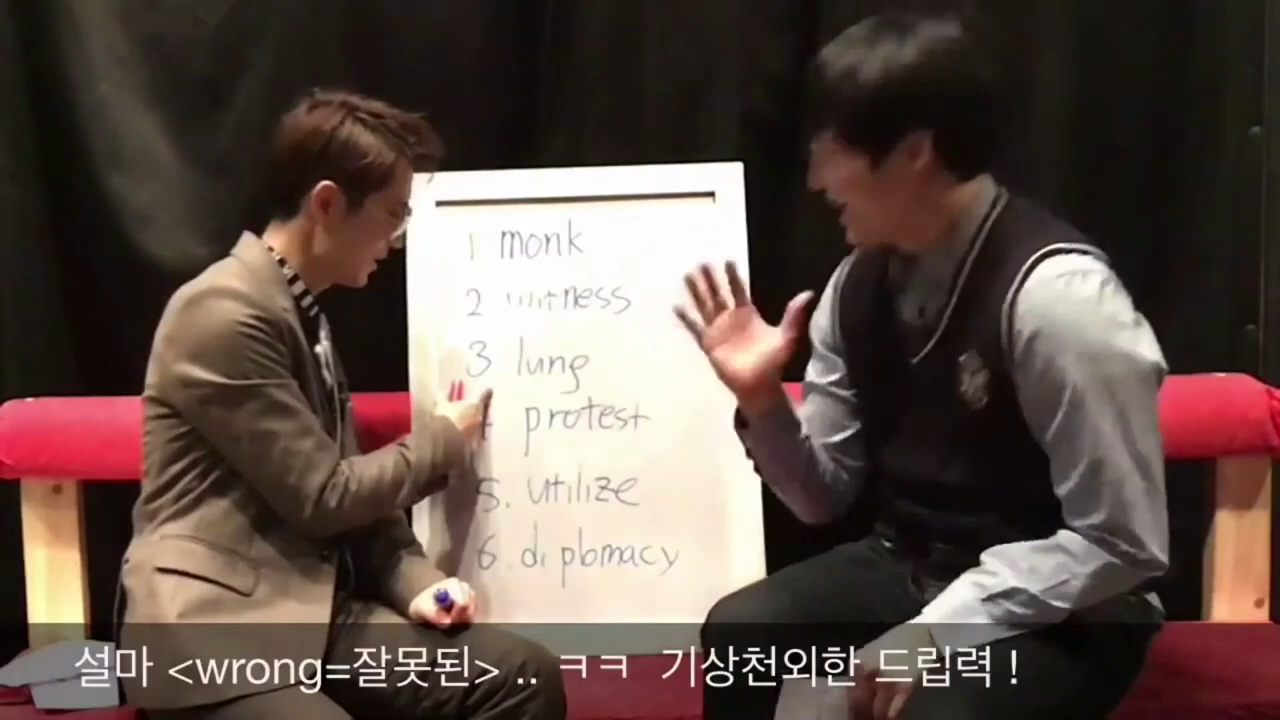 1 monk
2 witness
3 lung
4 protest
5. utilize
6. diplomacy
설마 <wrong=잘못된> .. ㅋㅋ 기상천외한 드립력 !